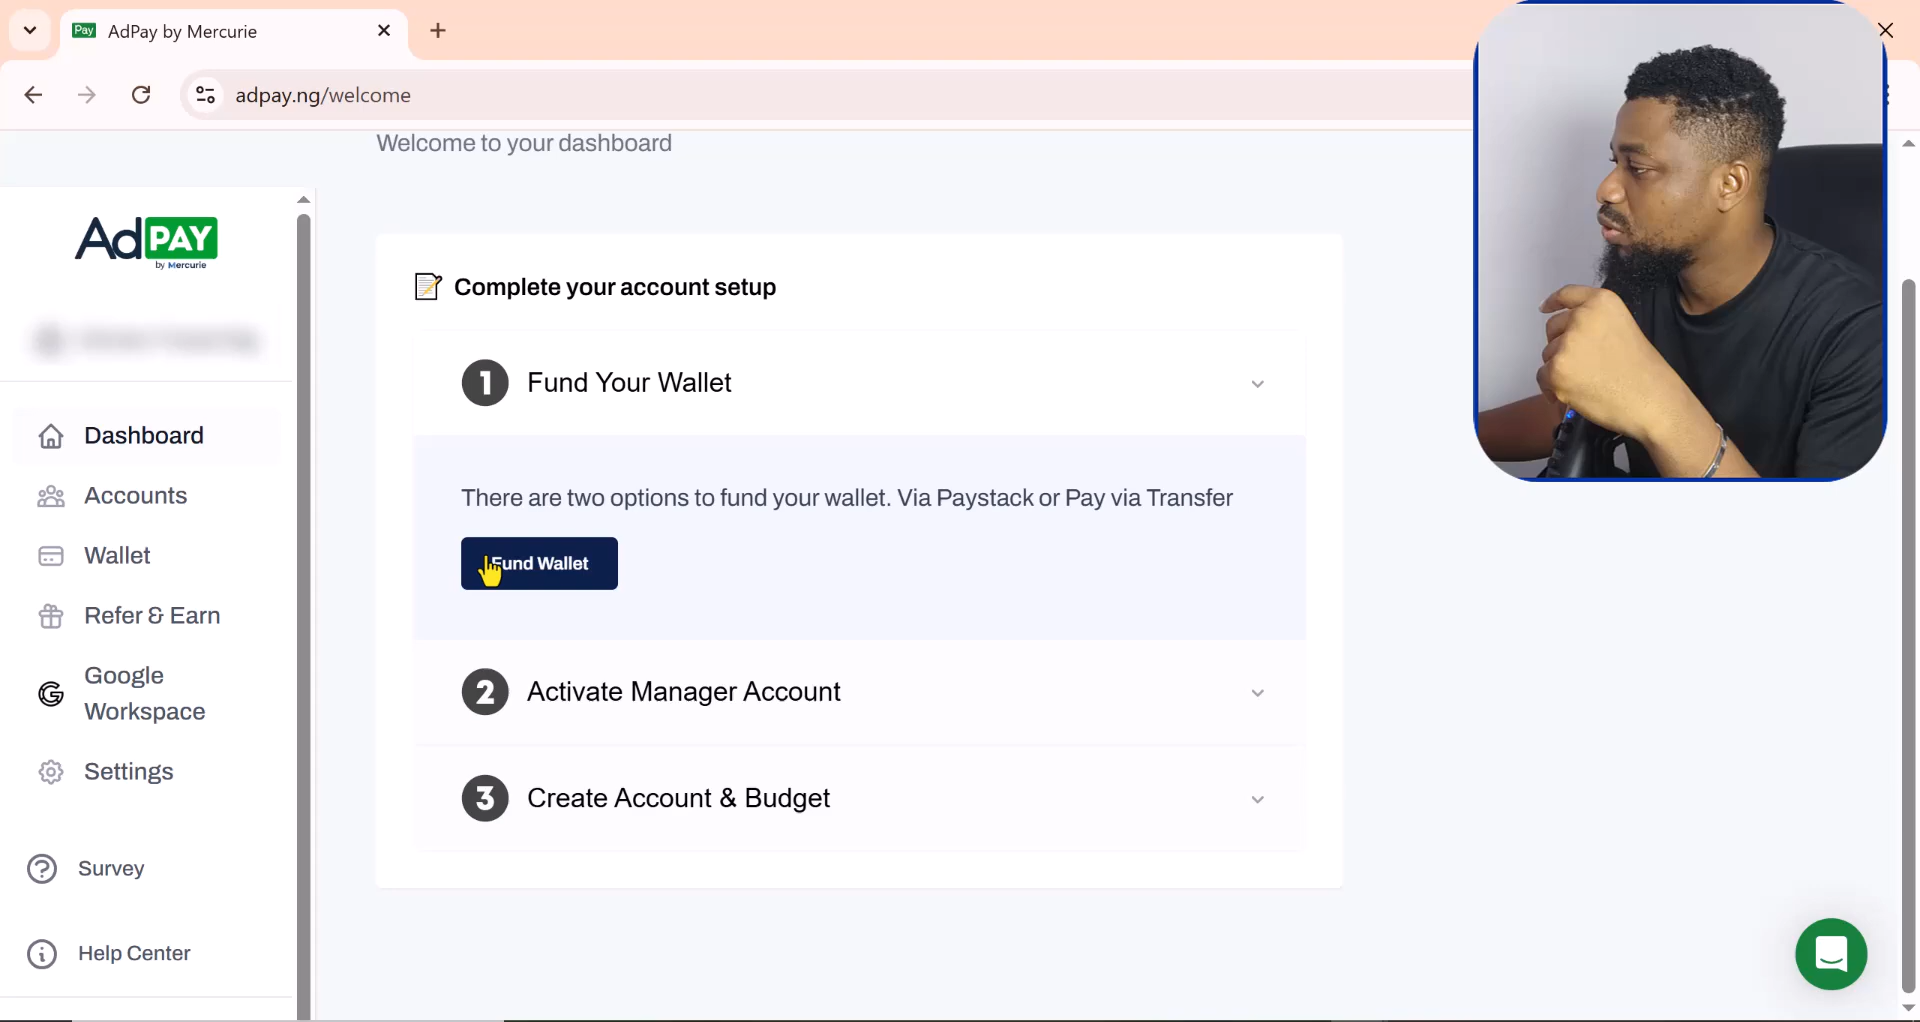 Pay AdPay by Mercurie
adpay.ng/welcome
Welcome to your dashboard
AdPAY
by Mercurie
Dashboard
Accounts
Wallet
Refer & Earn
Google
Workspace
Settings
Survey
Help Center
Complete your account setup
1 Fund Your Wallet
There are two options to fund your wallet. Via Paystack or Pay via Transfer
Fund Wallet
2 Activate Manager Account
3 Create Account & Budget